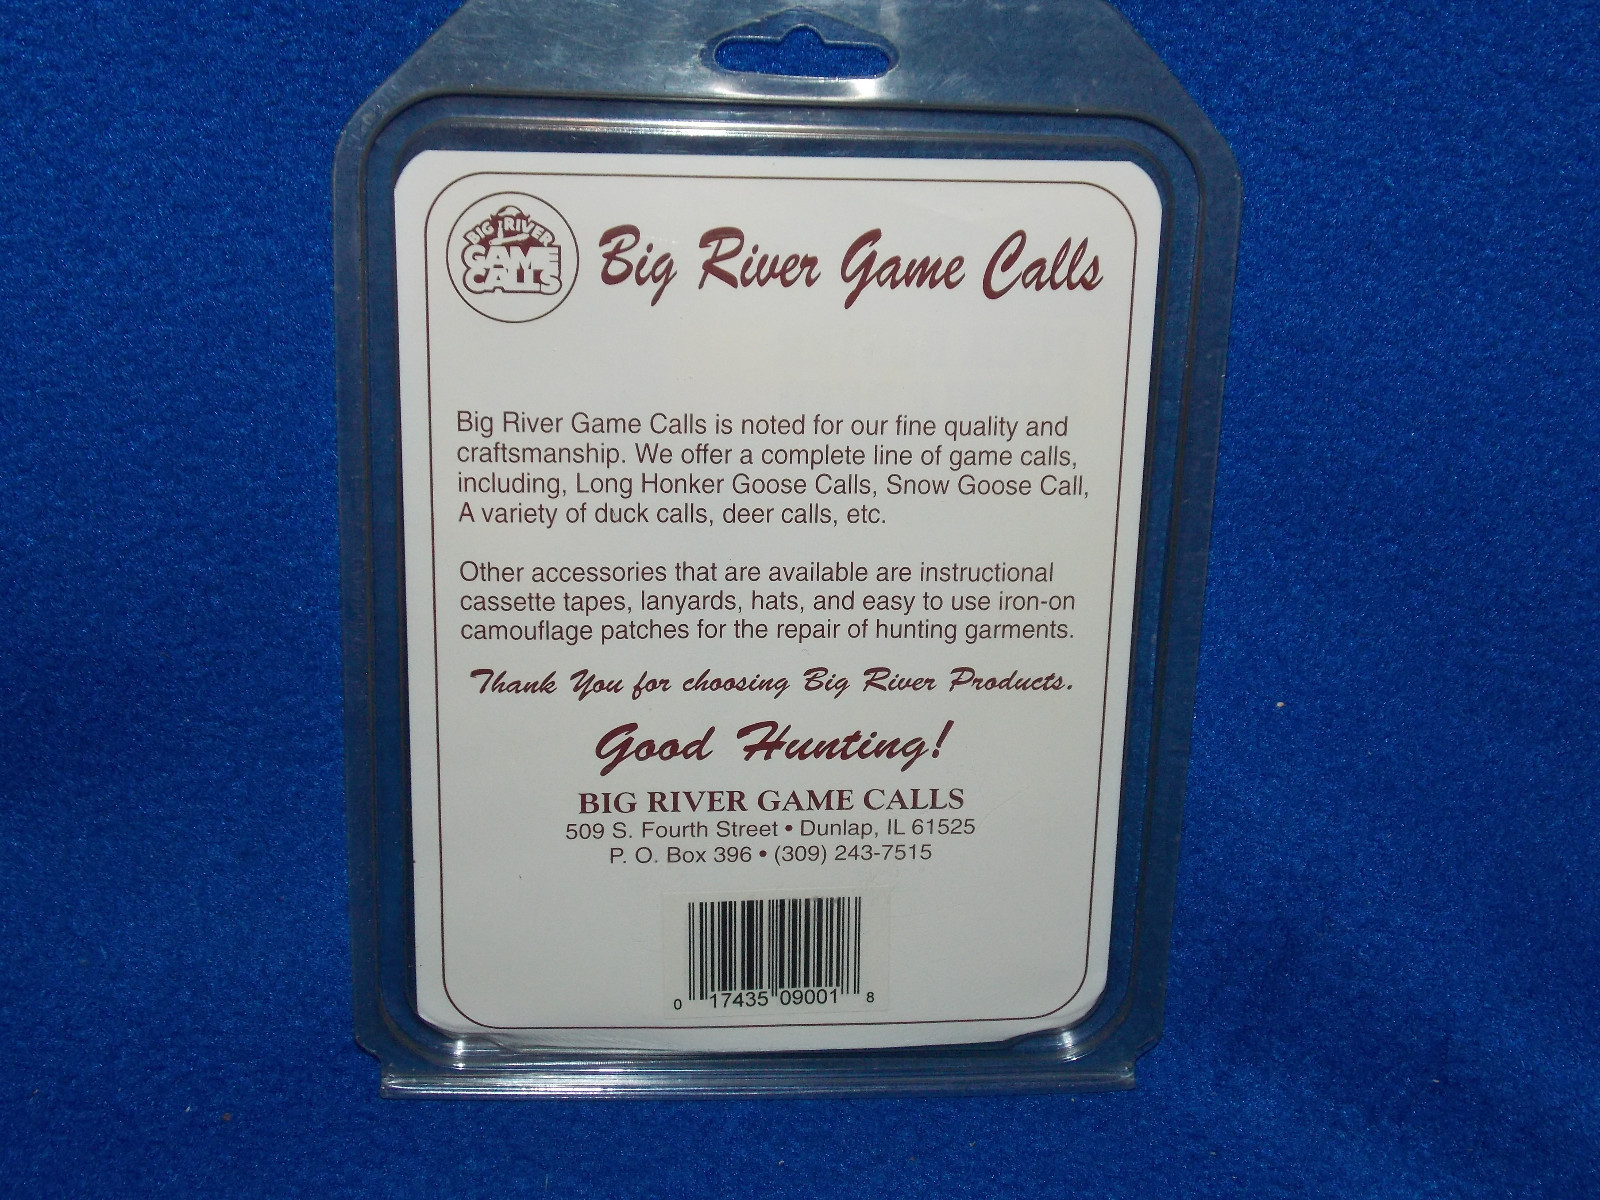 BIG RIVER
GAME
CALLS
Big River Game Calls
Big River Game Calls is noted for our fine quality and
craftsmanship. We offer a complete line of game calls,
including, Long Honker Goose Calls, Snow Goose Call,
A variety of duck calls, deer calls, etc.
Other accessories that are available are instructional
cassette tapes, lanyards, hats, and easy to use iron-on
camouflage patches for the repair of hunting garments.
Thank You for choosing Big River Products.
Good Hunting!
BIG RIVER GAME CALLS
509 S. Fourth Street • Dunlap, IL 61525
P. O. Box 396 • (309) 243-7515
0 17435 09001 8